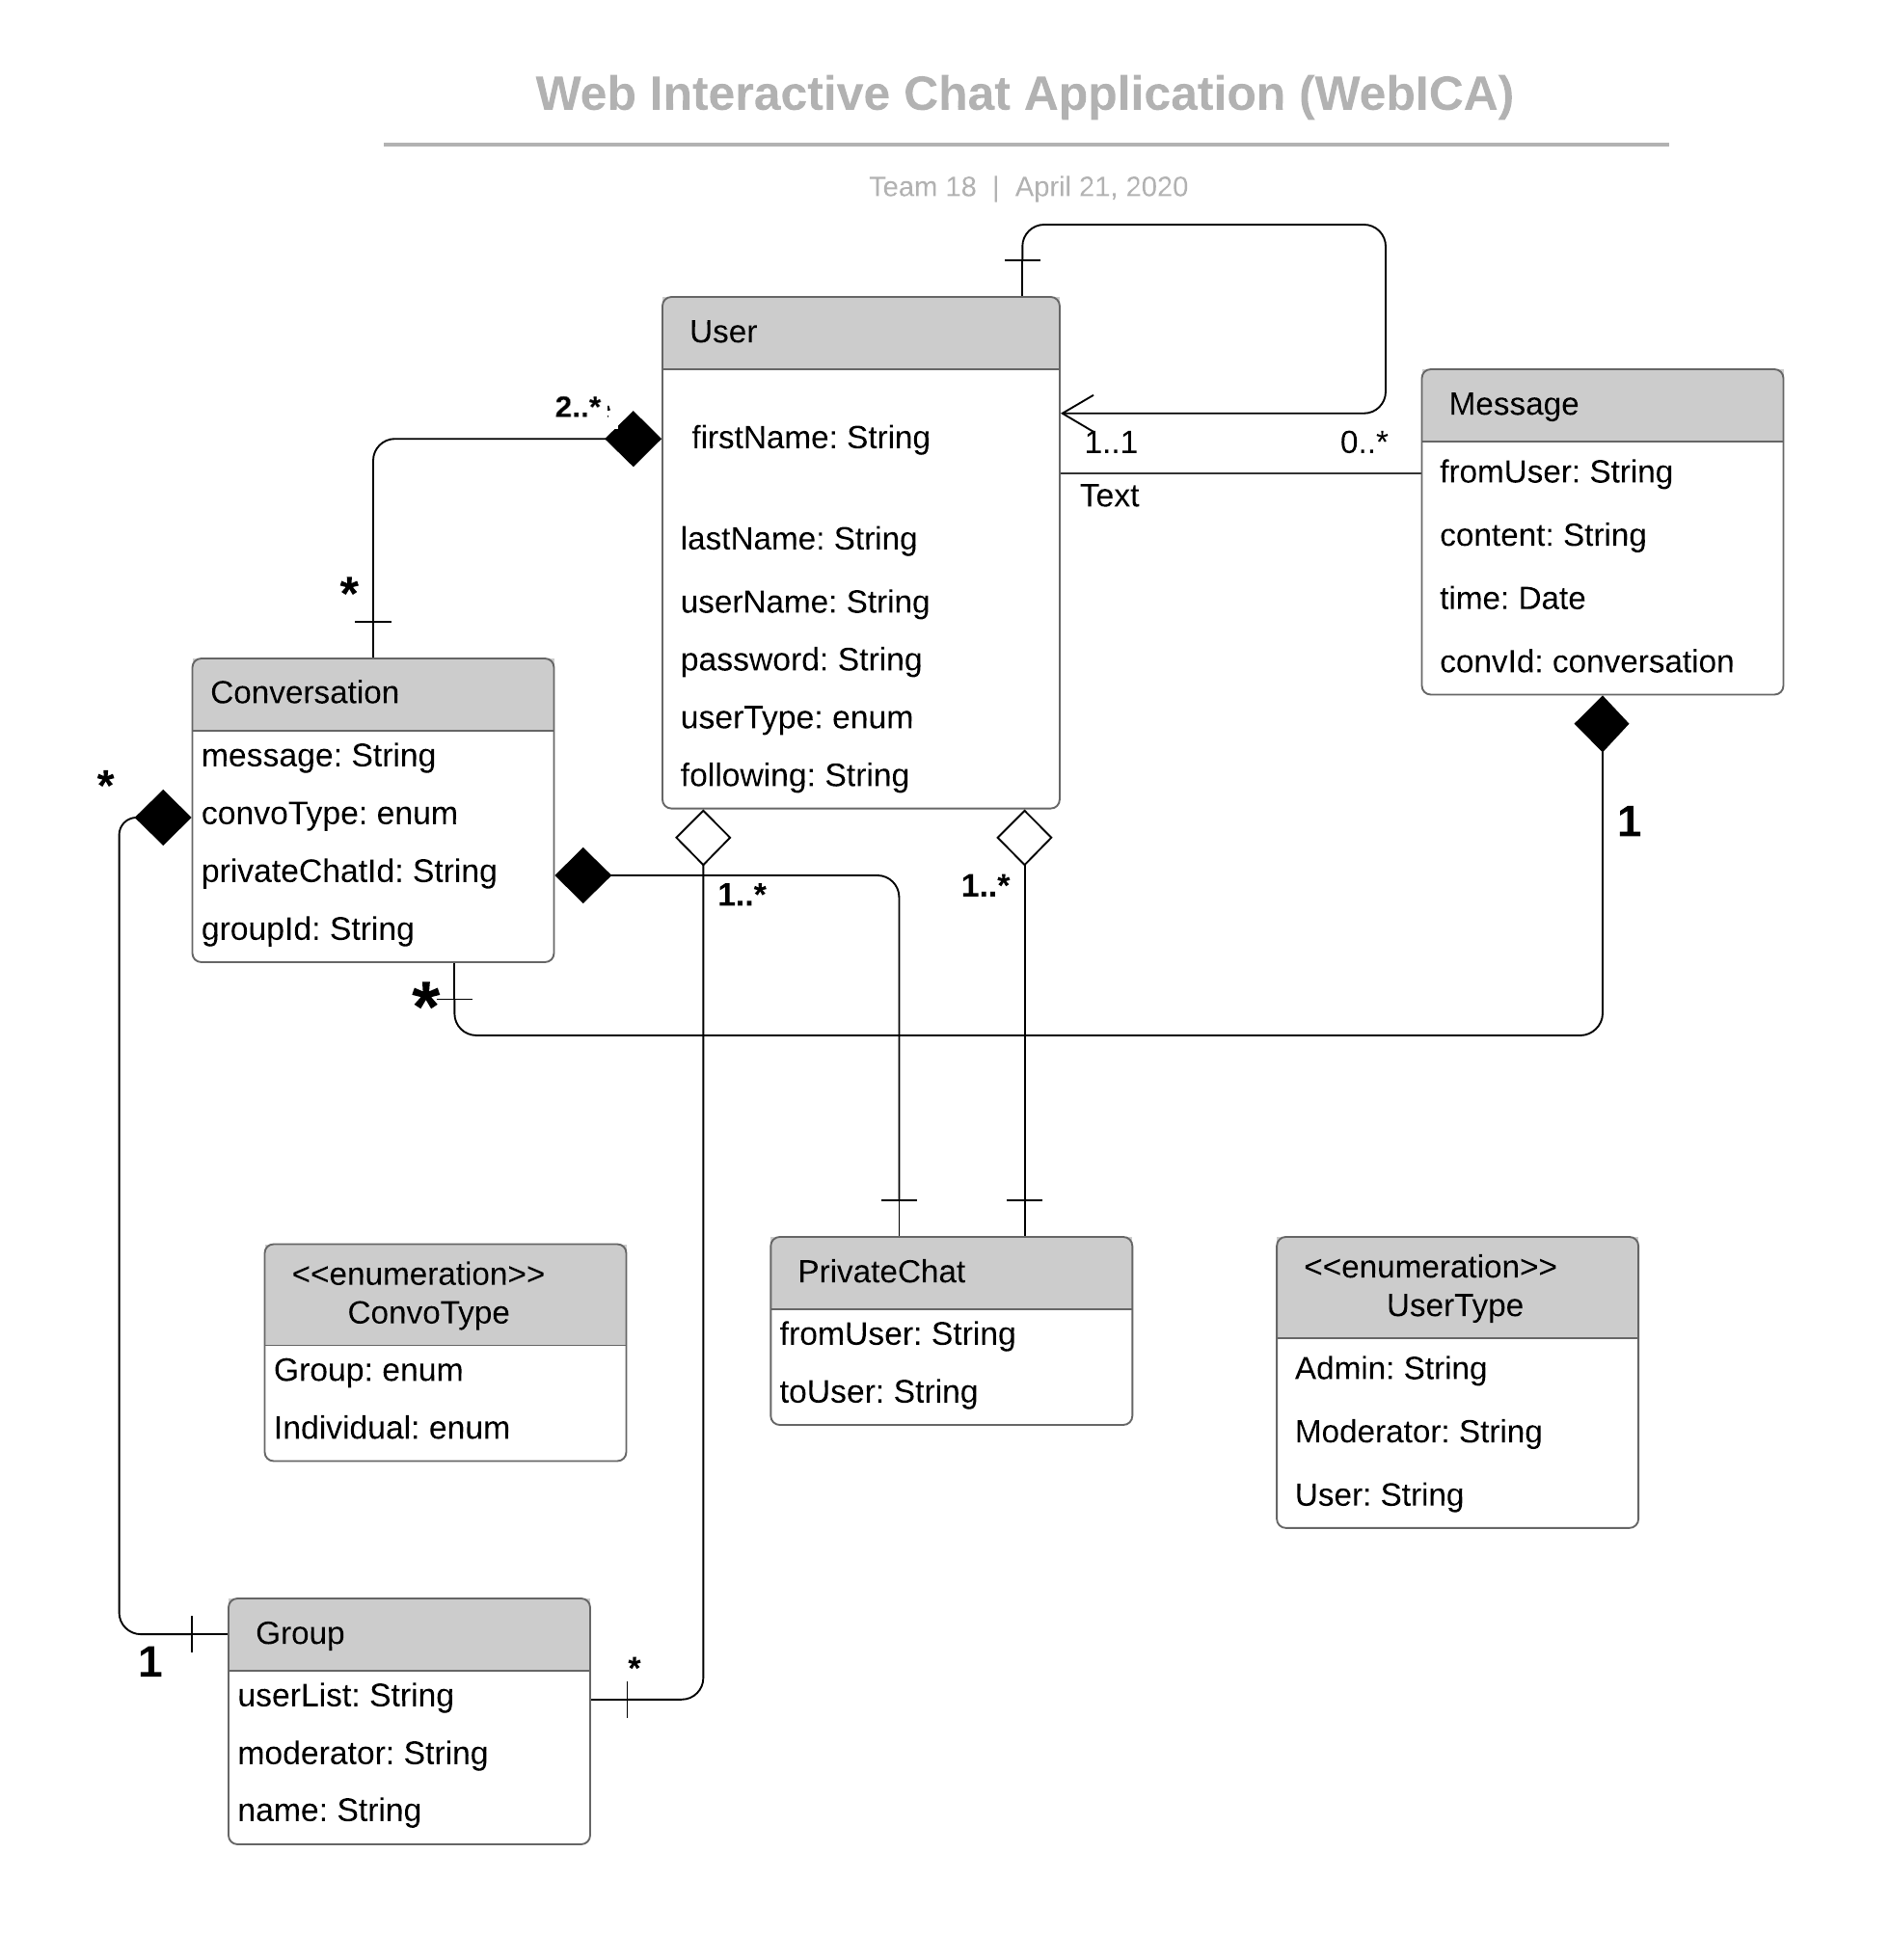 Web Interactive Chat Application (WebICA)
Team 18 | April 21, 2020
User
firstName: String
lastName: String
userName: String
password: String
userType: enum
following: String
Message
fromUser: String
content: String
time: Date
convId: conversation
1..1
0..*
Text
2..*
*
Conversation
message: String
convoType: enum
privateChatId: String
groupId: String
*
1..*
1..*
1
*
<<enumeration>>
ConvoType
Group: enum
Individual: enum
PrivateChat
fromUser: String
toUser: String
<<enumeration>>
UserType
Admin: String
Moderator: String
User: String
1
*
Group
userList: String
moderator: String
name: String